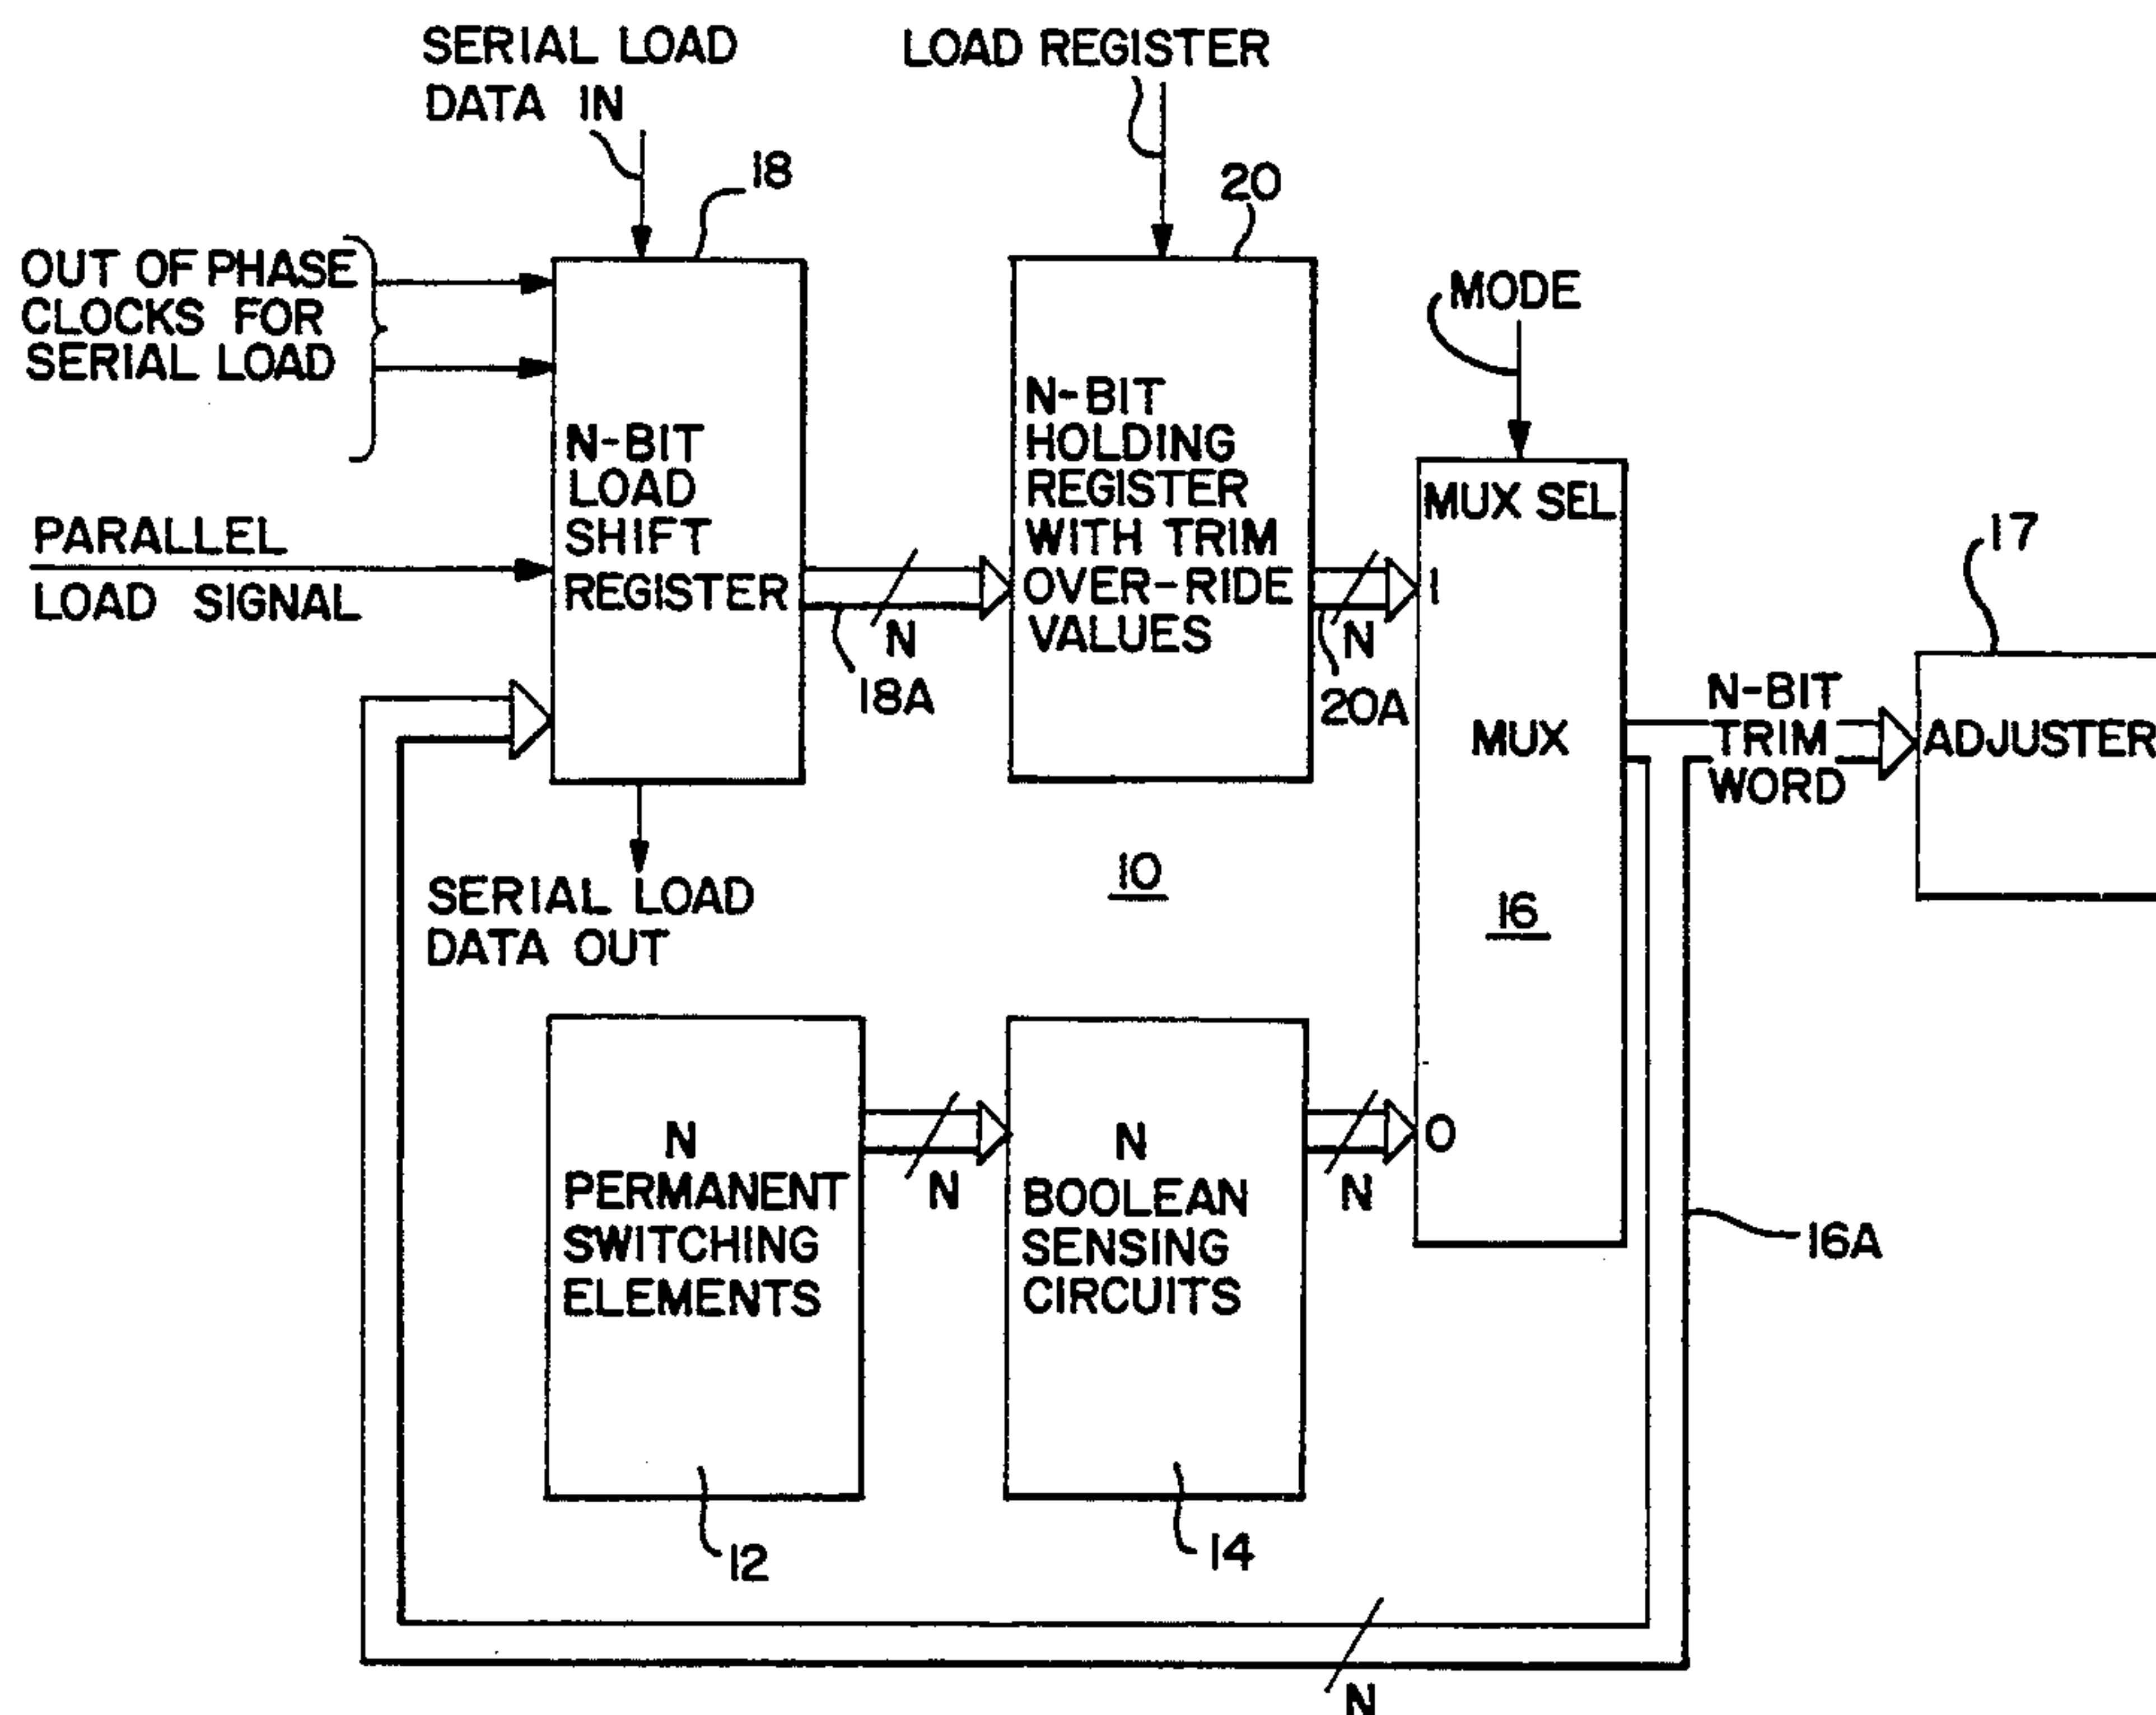 SERIAL LOAD
DATA IN
LOAD REGISTER
18
20
OUT OF PHASE
CLOCKS FOR
SERIAL LOAD
MODE
PARALLEL
LOAD SIGNAL
N-BIT
LOAD
SHIFT
REGISTER
N
18A
N-BIT
HOLDING
REGISTER
WITH TRIM
OVER-RIDE
VALUES
N
20A
MUX SEL
1
MUX
16
0
17
N-BIT
TRIM
WORD
ADJUSTER
SERIAL LOAD
DATA OUT
10
N
PERMANENT
SWITCHING
ELEMENTS
N
N
BOOLEAN
SENSING
CIRCUITS
N
16A
12
14
N